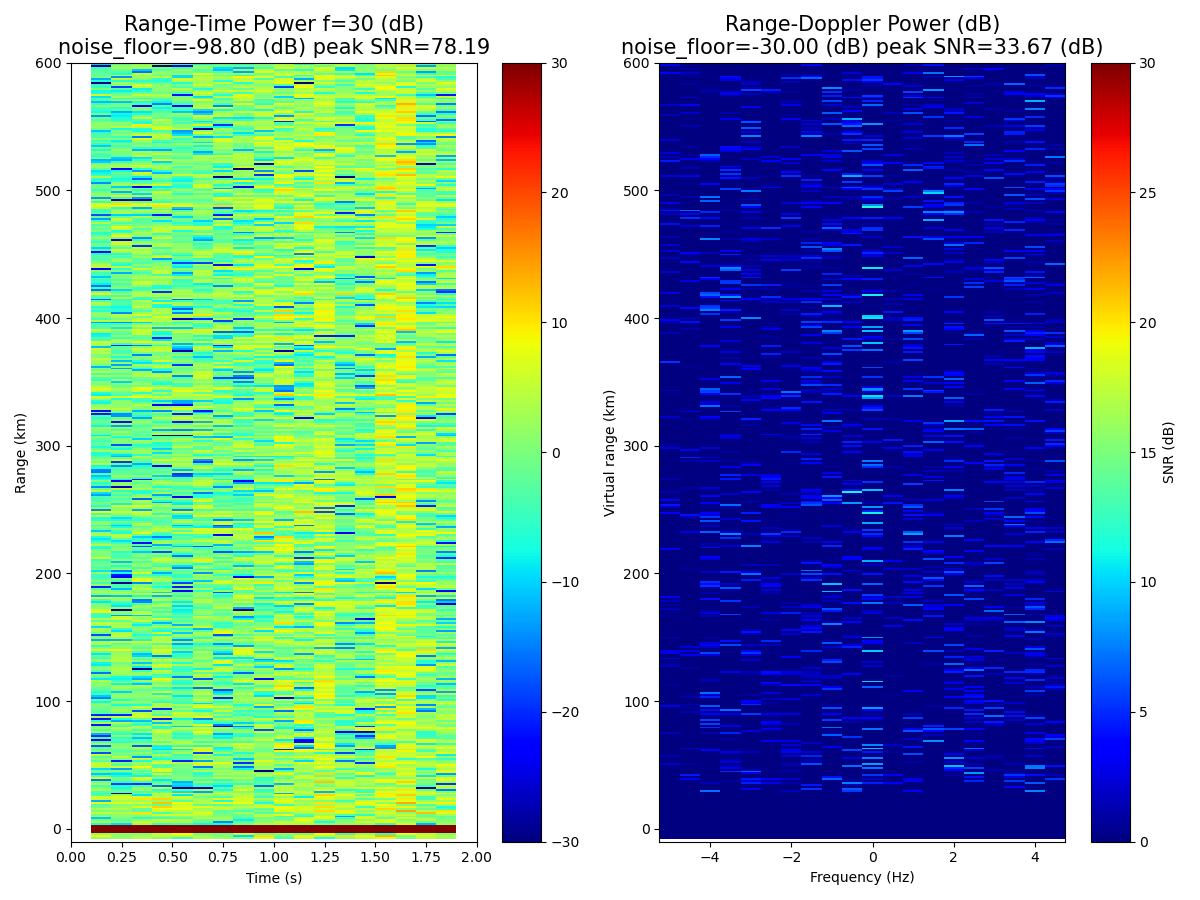 Range-Time Power f=30 (dB)
noise_floor=-98.80 (dB) peak SNR=78.19
600
500
400
300
200
100
0
Range (km)
0.00 0.25 0.50 0.75 1.00 1.25 1.50 1.75 2.00
Time (s)
30
20
10
0
−10
−20
−30
Range-Doppler Power (dB)
noise_floor=-30.00 (dB) peak SNR=33.67 (dB)
600
500
400
300
200
100
0
Virtual range (km)
−4 −2 0 2 4
Frequency (Hz)
30
25
20
15
10
5
0
SNR (dB)